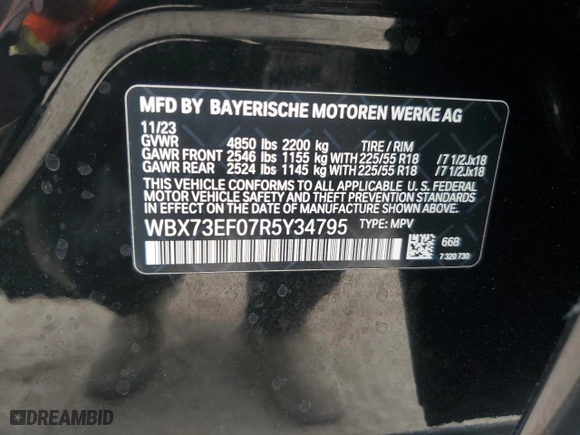 MFD BY BAYERISCHE MOTOREN WERKE AG
11/23
GVWR 4850 lbs 2200 kg TIRE / RIM
GAWR FRONT 2546 lbs 1155 kg WITH 225/55 R18 /7 1/2Jx18
GAWR REAR 2524 lbs 1145 kg WITH 225/55 R18 /7 1/2Jx18
THIS VEHICLE CONFORMS TO ALL APPLICABLE U.S. FEDERAL
MOTOR VEHICLE SAFETY, BUMPER, AND THEFT PREVENTION
STANDARDS IN EFFECT ON THE DATE OF MANUFACTURE SHOWN ABOVE.
WBX73EF07R5Y34795 TYPE: MPV
668
7 320 730
DREAMBID